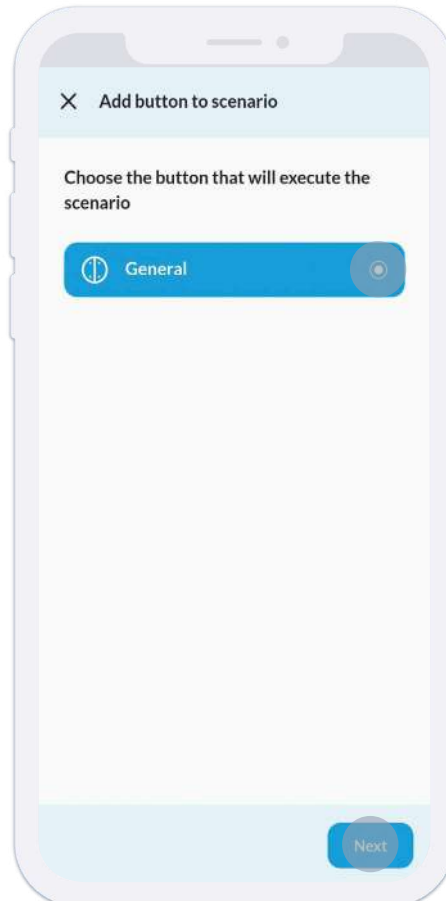 Add button to scenario
Choose the button that will execute the
scenario
General
Next